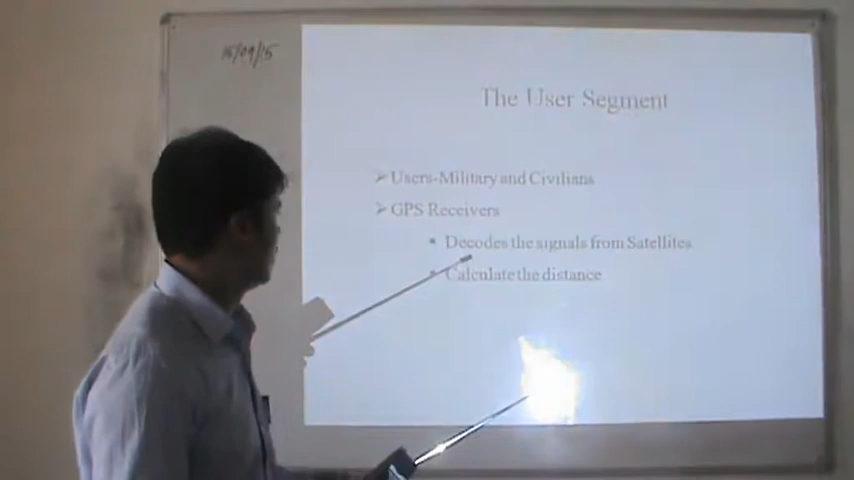 15/09/15
The User Segment
➢ Users-Military and Civilians
➢ GPS Receivers
▪ Decodes the signals from Satellites
▪ Calculate the distance